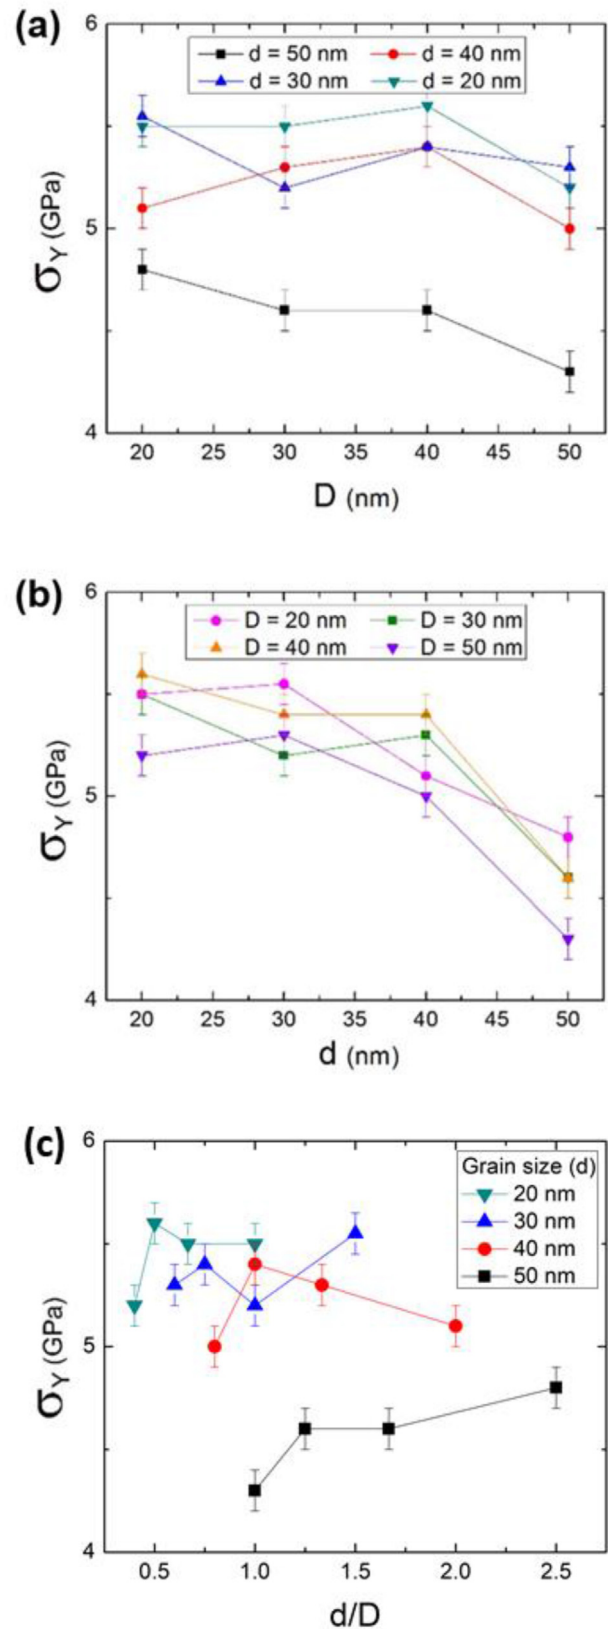 (a)
6
d = 50 nm d = 40 nm
d = 30 nm d = 20 nm
5
σY (GPa)
4
20 25 30 35 40 45 50
D (nm)
(b)
6
D = 20 nm D = 30 nm
D = 40 nm D = 50 nm
5
σY (GPa)
4
20 25 30 35 40 45 50
d (nm)
(c)
6
Grain size (d)
20 nm
30 nm
40 nm
50 nm
5
σY (GPa)
4
0.5 1.0 1.5 2.0 2.5
d/D